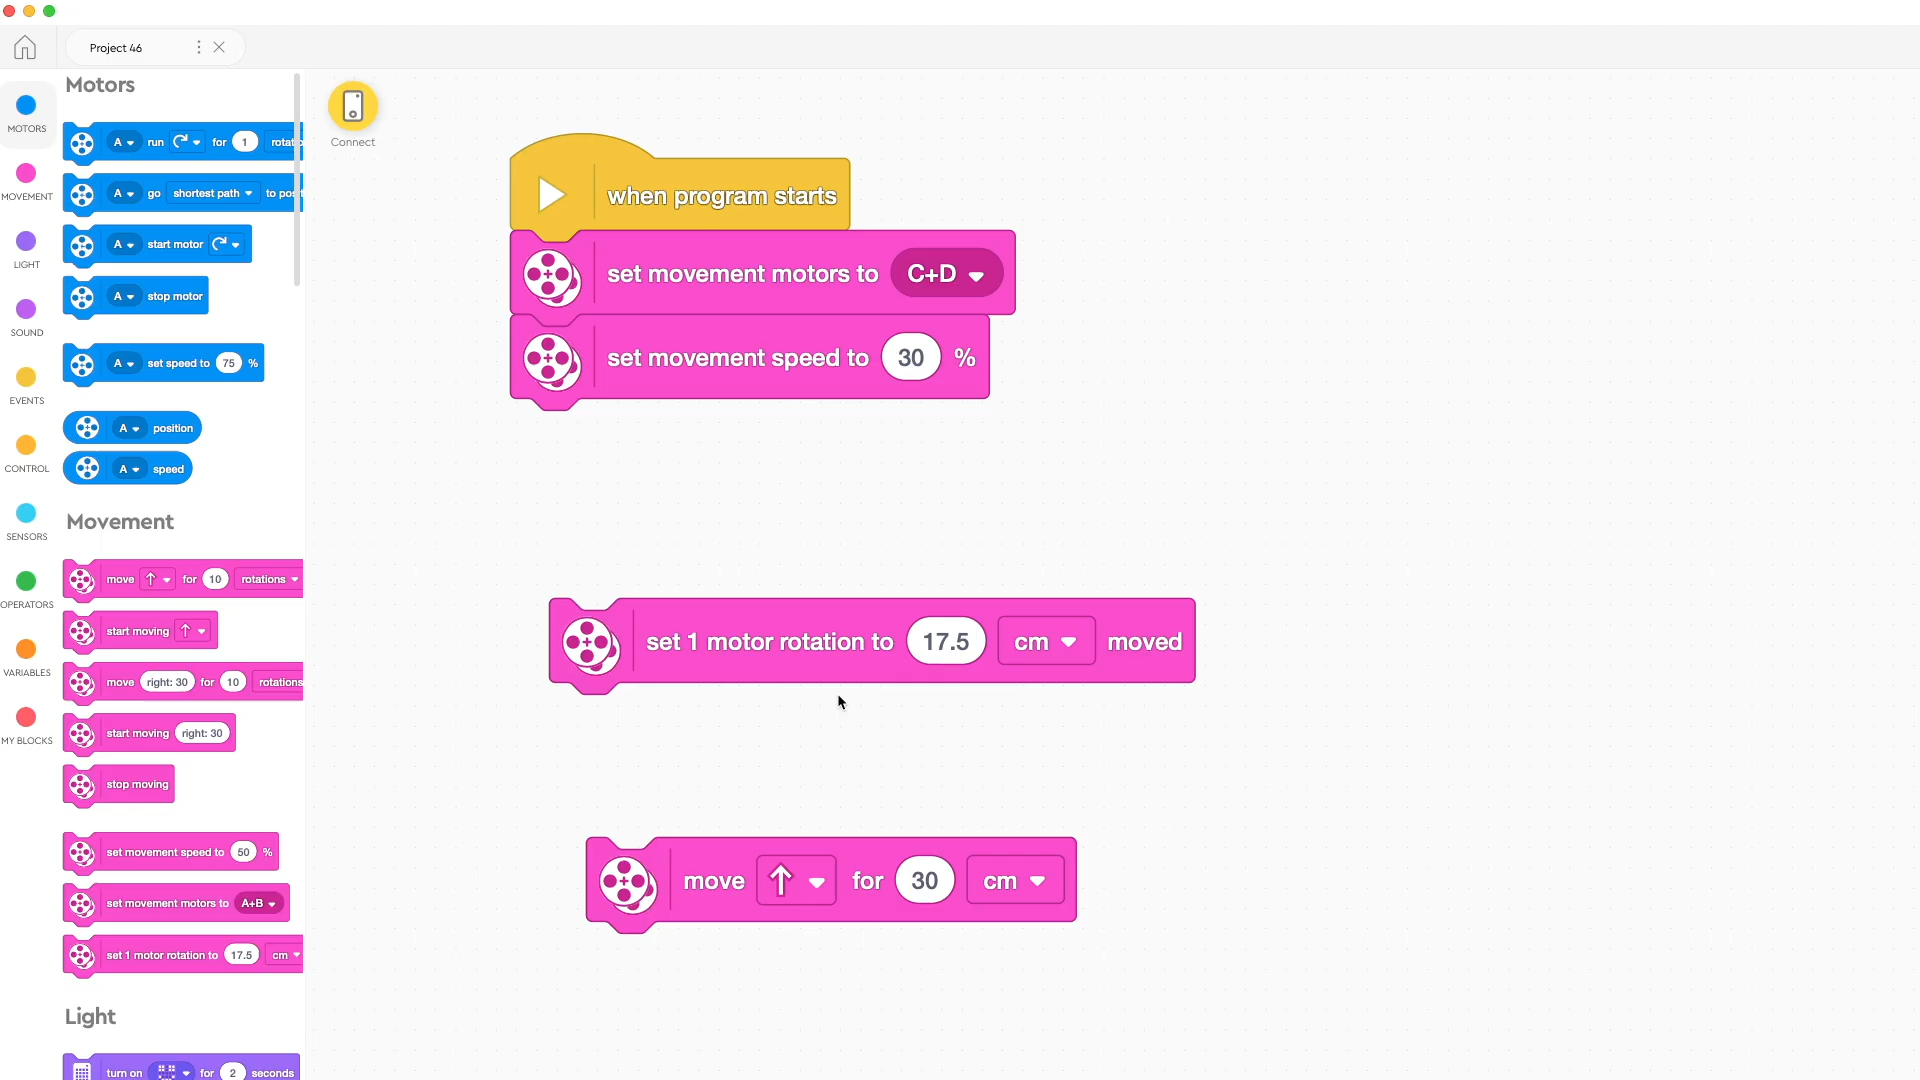 Project 46
MOTORS
MOVEMENT
LIGHT
SOUND
EVENTS
CONTROL
SENSORS
OPERATORS
VARIABLES
MY BLOCKS
Motors
A run for 1
A go shortest path to
A start motor
A stop motor
A set speed to 75 %
A position
A speed
Movement
move for 10 rotations
start moving
move right: 30 for 10 rotations
start moving right: 30
stop moving
set movement speed to 50 %
set movement motors to A+B
set 1 motor rotation to 17.5 cm
Light
turn on for 2 seconds
Connect
when program starts
set movement motors to C+D
set movement speed to 30 %
set 1 motor rotation to 17.5 cm moved
move for 30 cm